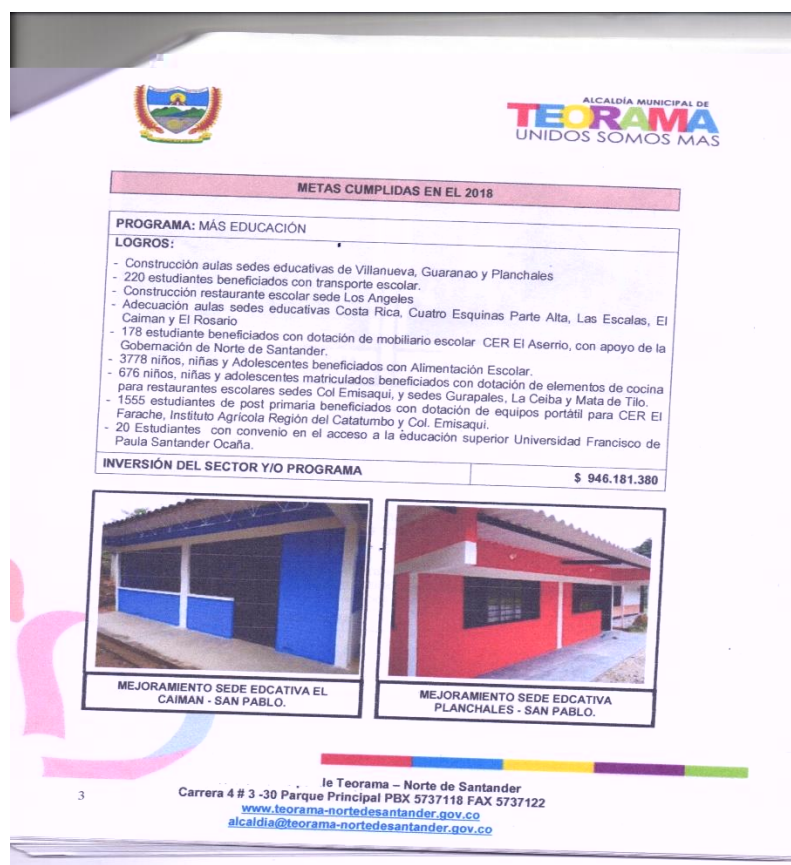 ALCALDÍA MUNICIPAL DE
TEORAMA
UNIDOS SOMOS MAS
METAS CUMPLIDAS EN EL 2018
PROGRAMA: MÁS EDUCACIÓN
LOGROS:
- Construcción aulas sedes educativas de Villanueva, Guaranao y Planchales
- 220 estudiantes beneficiados con transporte escolar.
- Construcción restaurante escolar sede Los Angeles
- Adecuación aulas sedes educativas Costa Rica, Cuatro Esquinas Parte Alta, Las Escalas, El
Caiman y El Rosario
- 178 estudiante beneficiados con dotación de mobiliario escolar CER El Aserrio, con apoyo de la
Gobernación de Norte de Santander.
- 3778 niños, niñas y Adolescentes beneficiados con Alimentación Escolar.
- 676 niños, niñas y adolescentes matriculados beneficiados con dotación de elementos de cocina
para restaurantes escolares sedes Col Emisaqui, y sedes Gurapales, La Ceiba y Mata de Tilo.
- 1555 estudiantes de post primaria beneficiados con dotación de equipos portátil para CER El
Farache, Instituto Agrícola Región del Catatumbo y Col. Emisaqui.
- 20 Estudiantes con convenio en el acceso a la educación superior Universidad Francisco de
Paula Santander Ocaña.
INVERSIÓN DEL SECTOR Y/O PROGRAMA $ 946.181.380
MEJORAMIENTO SEDE EDCATIVA EL
CAIMAN - SAN PABLO.
MEJORAMIENTO SEDE EDCATIVA
PLANCHALES - SAN PABLO.
le Teorama – Norte de Santander
3
Carrera 4 # 3 -30 Parque Principal PBX 5737118 FAX 5737122
www.teorama-nortedesantander.gov.co
alcaldia@teorama-nortedesantander.gov.co